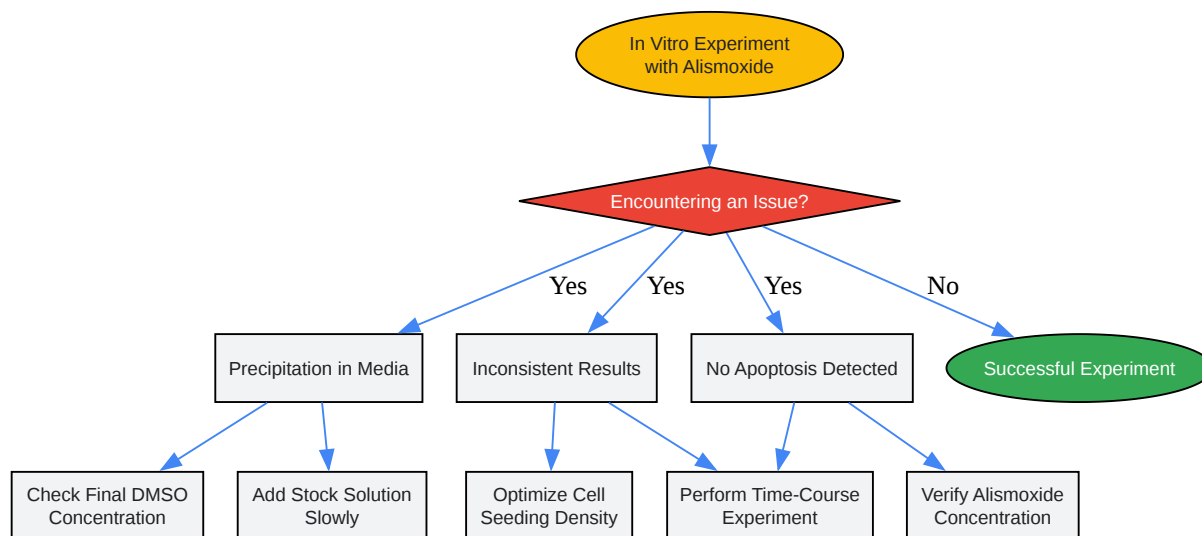 In Vitro Experiment
with Alismoxide
Encountering an Issue?
Yes
Yes
Yes
No
Precipitation in Media
Inconsistent Results
No Apoptosis Detected
Successful Experiment
Check Final DMSO
Concentration
Add Stock Solution
Slowly
Optimize Cell
Seeding Density
Perform Time-Course
Experiment
Verify Alismoxide
Concentration